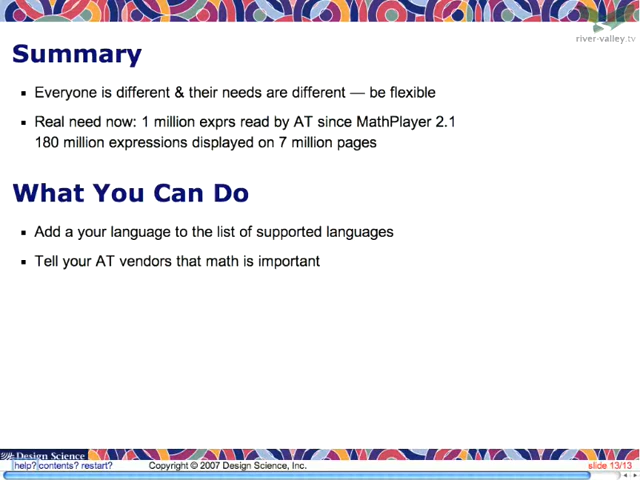 river-valley.tv
Summary
Everyone is different & their needs are different — be flexible
Real need now: 1 million exprs read by AT since MathPlayer 2.1
180 million expressions displayed on 7 million pages
What You Can Do
Add a your language to the list of supported languages
Tell your AT vendors that math is important
Design Science
help? contents? restart?
Copyright © 2007 Design Science, Inc.
slide 13/13